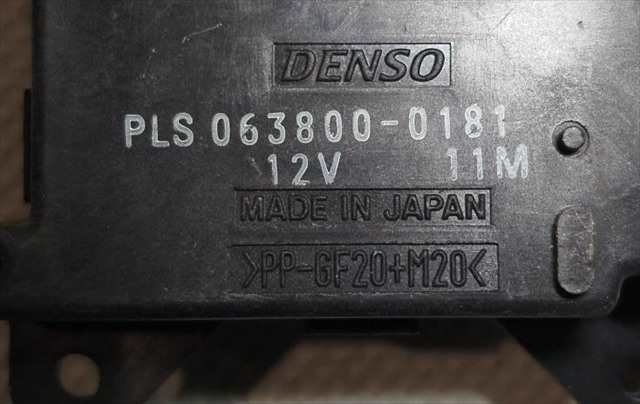 DENSO
PLS 063800-0181
12V 11M
MADE IN JAPAN
>PP-GF20+M20<